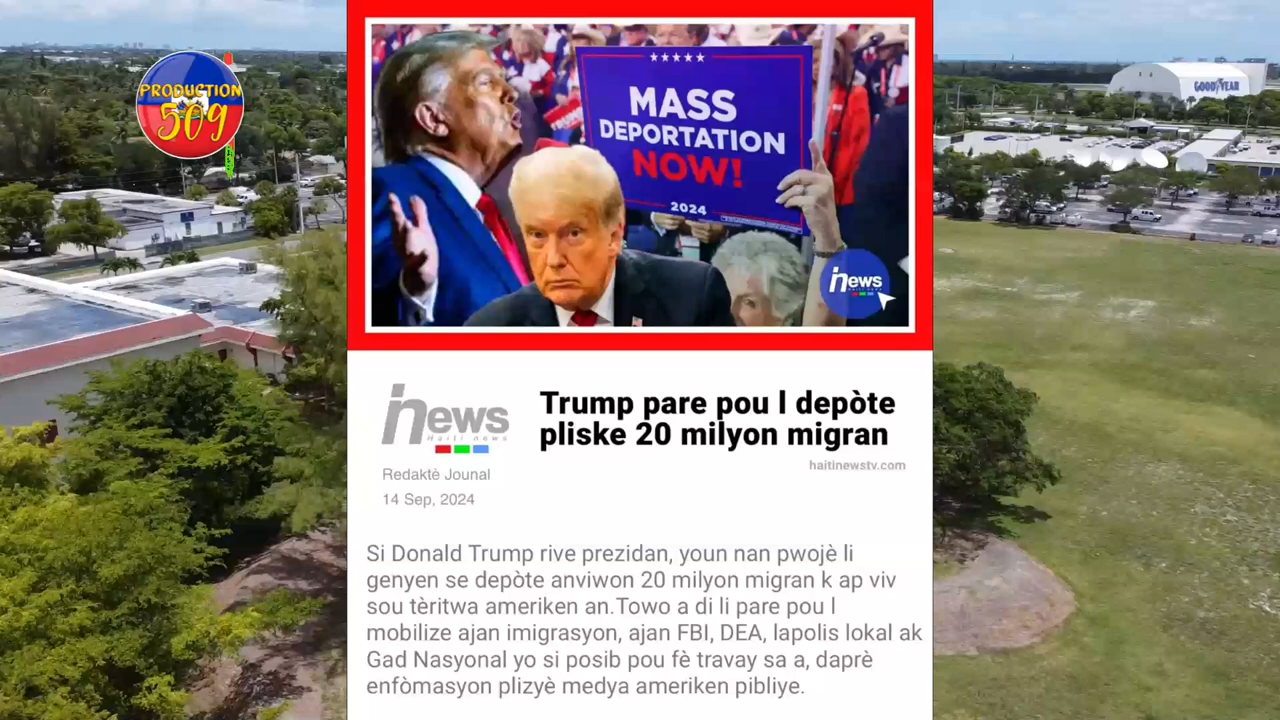 PRODUCTION
509
MASS
DEPORTATION
NOW!
2024
GOODYEAR
inews
inews
Haiti news
Trump pare pou l depòte
pliske 20 milyon migran
haitinewstv.com
Redaktè Jounal
14 Sep, 2024
Si Donald Trump rive prezidan, youn nan pwojè li
genyen se depòte anviwon 20 milyon migran k ap viv
sou tèritwa ameriken an.Towo a di li pare pou l
mobilize ajan imigrasyon, ajan FBI, DEA, lapolis lokal ak
Gad Nasyonal yo si posib pou fè travay sa a, daprè
enfòmasyon plizyè medya ameriken pibliye.